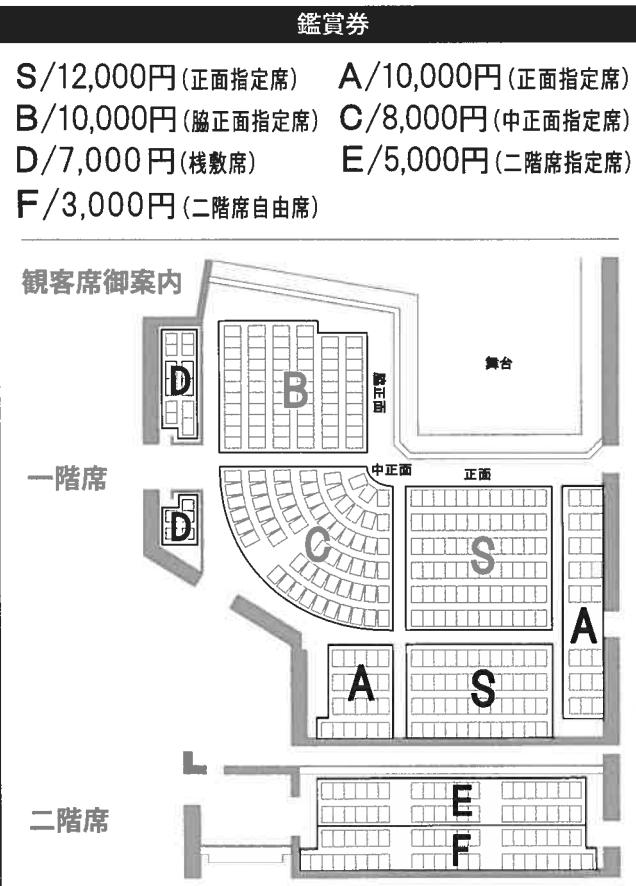 鑑賞券
S/12,000円(正面指定席) A/10,000円(正面指定席)
B/10,000円(脇正面指定席) C/8,000円(中正面指定席)
D/7,000円(桟敷席) E/5,000円(二階席指定席)
F/3,000円(二階席自由席)
観客席御案内
舞台
D
B
脇正面
一階席
中正面
正面
D
C
S
A
A
S
二階席
E
F